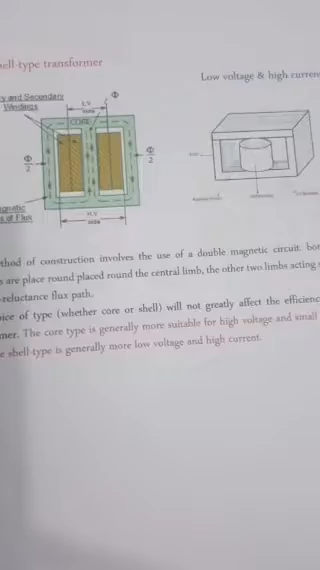 ell-type transformer
Low voltage & high curren
y and Secondary
Windings
L.V.
Φ
CORE
Φ
2
Φ
2
gnetic
s of Flux
H.V.
thod of construction involves the use of a double magnetic circuit. bot
s are place round placed round the central limb, the other two limbs acting
-reluctance flux path.
ice of type (whether core or shell) will not greatly affect the efficienc
mer. The core type is generally more suitable for high voltage and small
e shell-type is generally more low voltage and high current.